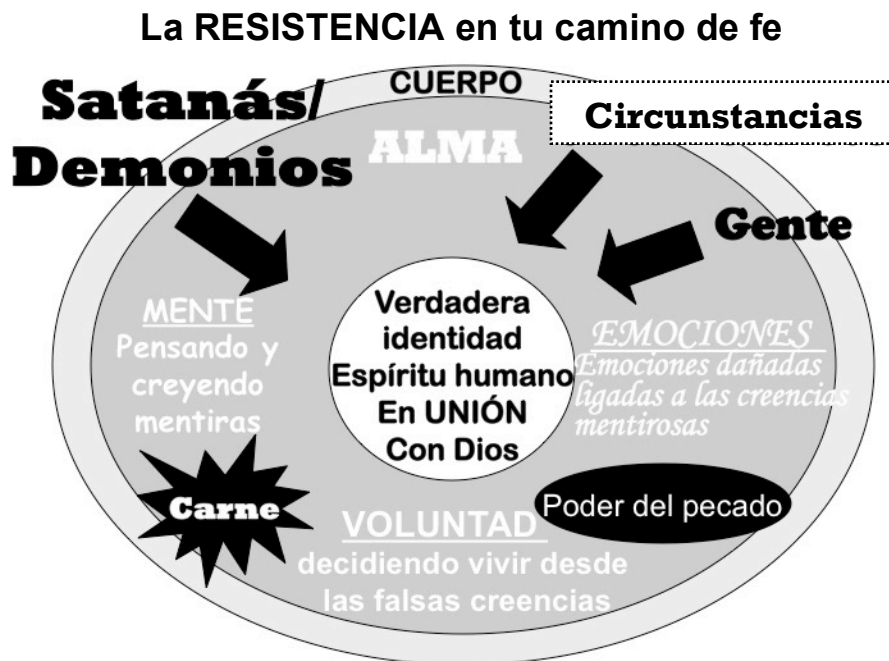 La RESISTENCIA en tu camino de fe
CUERPO
Satanás/
Demonios
Circunstancias
ALMA
Gente
MENTE
Pensando y
creyendo
mentiras
Verdadera
identidad
Espíritu humano
En UNIÓN
Con Dios
EMOCIONES
Emociones dañadas
ligadas a las creencias
mentirosas
Carne
Poder del pecado
VOLUNTAD
decidiendo vivir desde
las falsas creencias